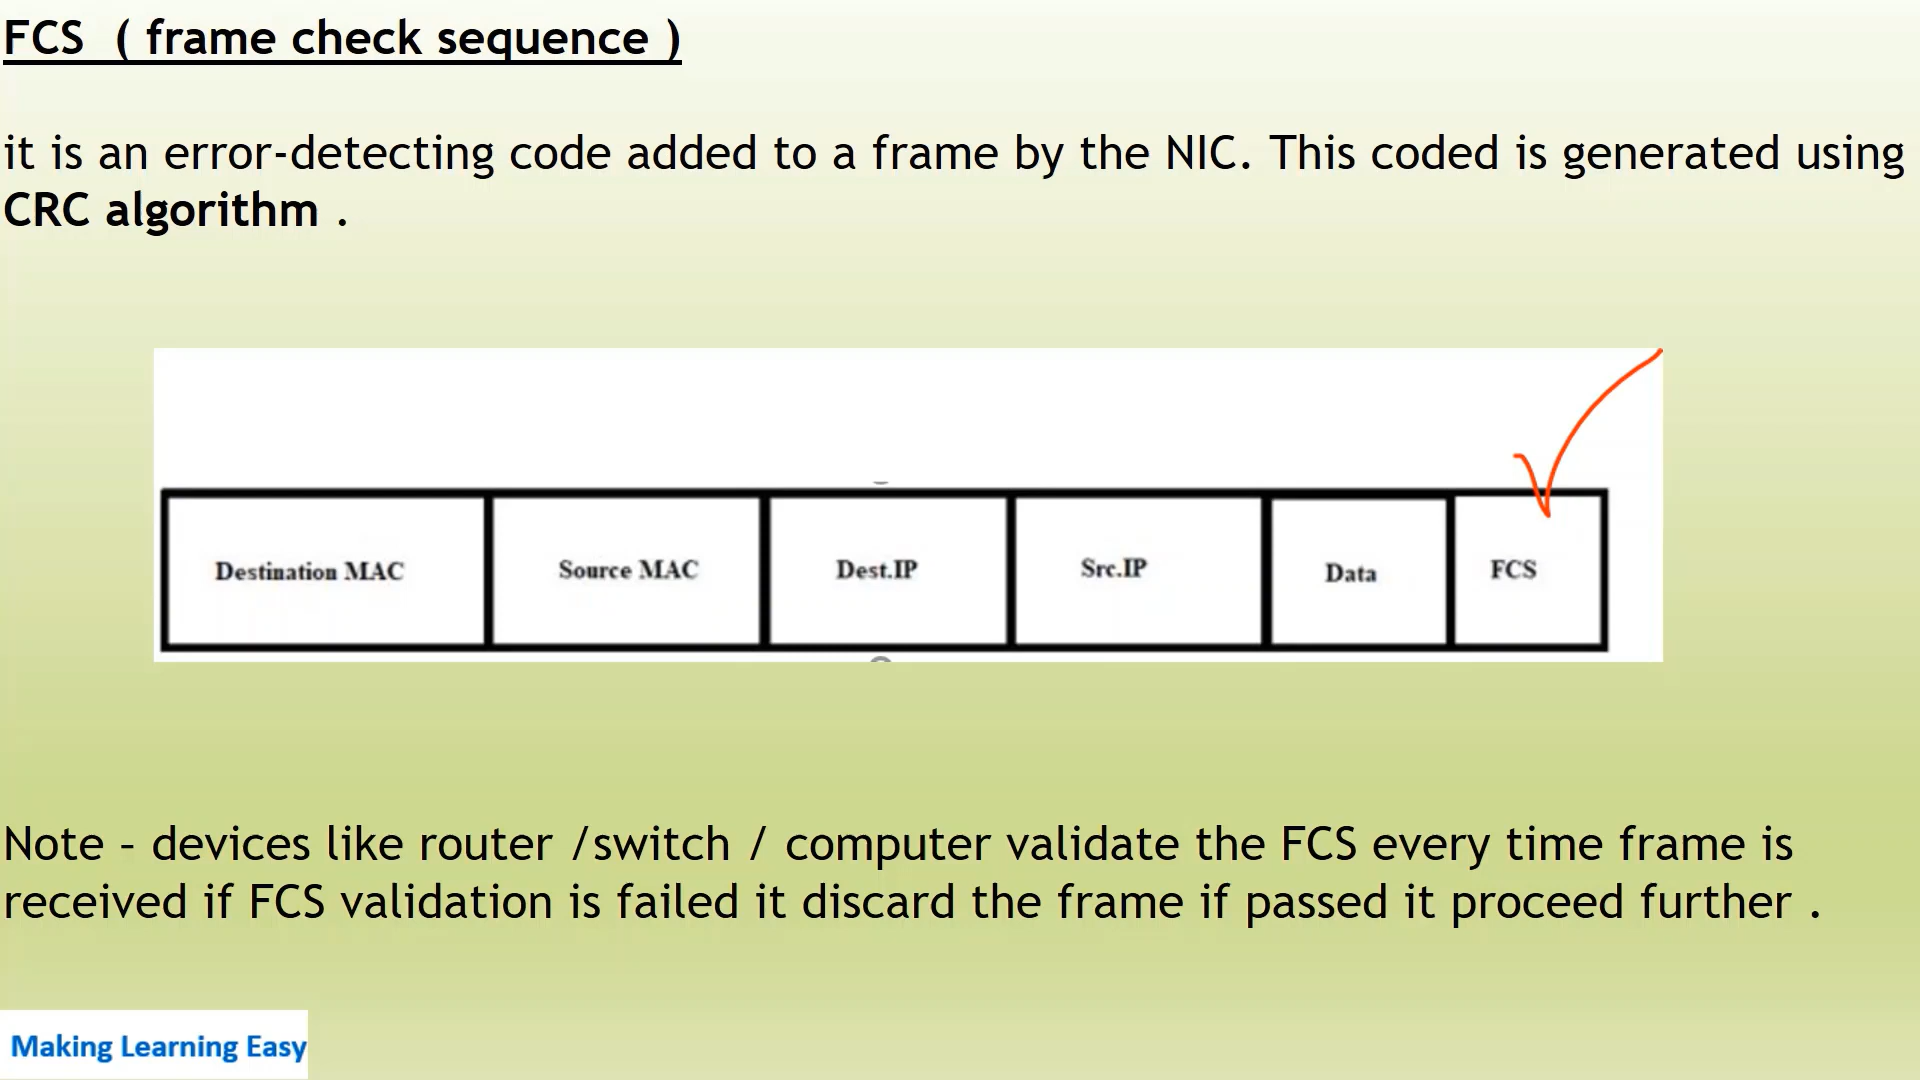 FCS ( frame check sequence )
it is an error-detecting code added to a frame by the NIC. This coded is generated using
CRC algorithm .
Destination MAC
Source MAC
Dest.IP
Src.IP
Data
FCS
Note – devices like router /switch / computer validate the FCS every time frame is
received if FCS validation is failed it discard the frame if passed it proceed further .
Making Learning Easy